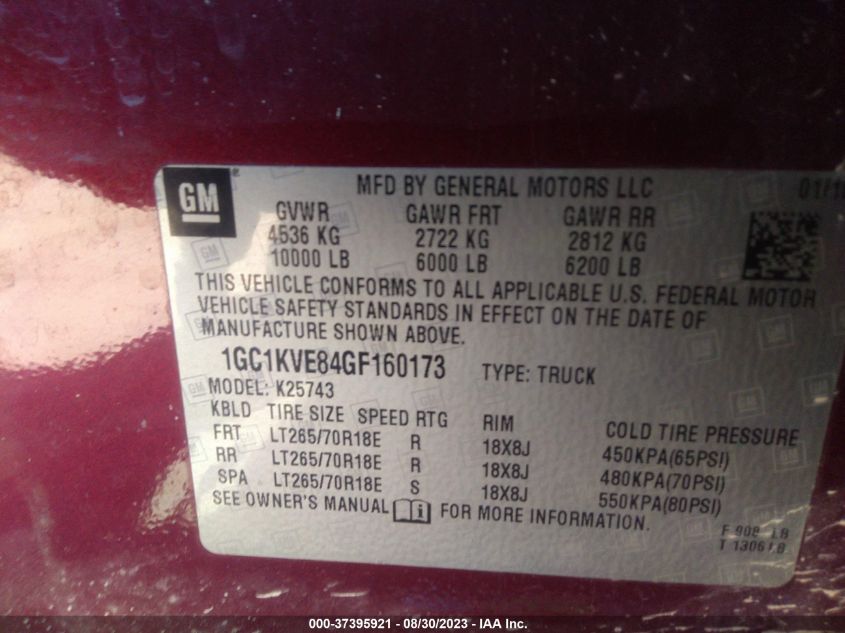 GM
MFD BY GENERAL MOTORS LLC
GVWR GAWR FRT GAWR RR
4536 KG 2722 KG 2812 KG
10000 LB 6000 LB 6200 LB
THIS VEHICLE CONFORMS TO ALL APPLICABLE U.S. FEDERAL MOTOR
VEHICLE SAFETY STANDARDS IN EFFECT ON THE DATE OF
MANUFACTURE SHOWN ABOVE.
1GC1KVE84GF160173 TYPE: TRUCK
MODEL: K25743
KBLD TIRE SIZE SPEED RTG RIM COLD TIRE PRESSURE
FRT LT265/70R18E R 18X8J 450KPA(65PSI)
RR LT265/70R18E R 18X8J 480KPA(70PSI)
SPA LT265/70R18E S 18X8J 550KPA(80PSI)
SEE OWNER'S MANUAL FOR MORE INFORMATION.
F 908 LB
T 1306 LB
000-37395921 - 08/30/2023 - IAA Inc.